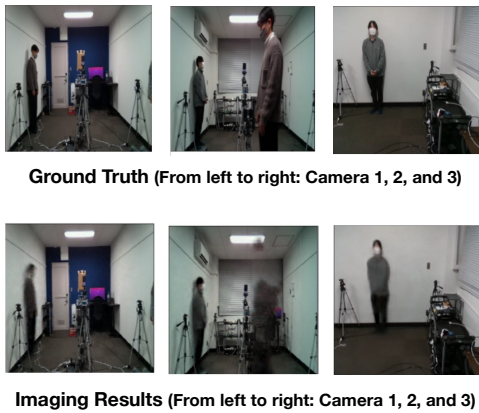 Ground Truth (From left to right: Camera 1, 2, and 3)
Imaging Results (From left to right: Camera 1, 2, and 3)